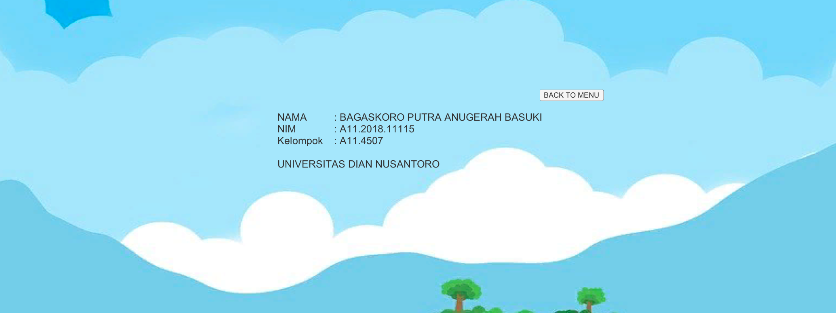 BACK TO MENU
NAMA : BAGASKORO PUTRA ANUGERAH BASUKI
NIM : A11.2018.11115
Kelompok : A11.4507
UNIVERSITAS DIAN NUSANTORO